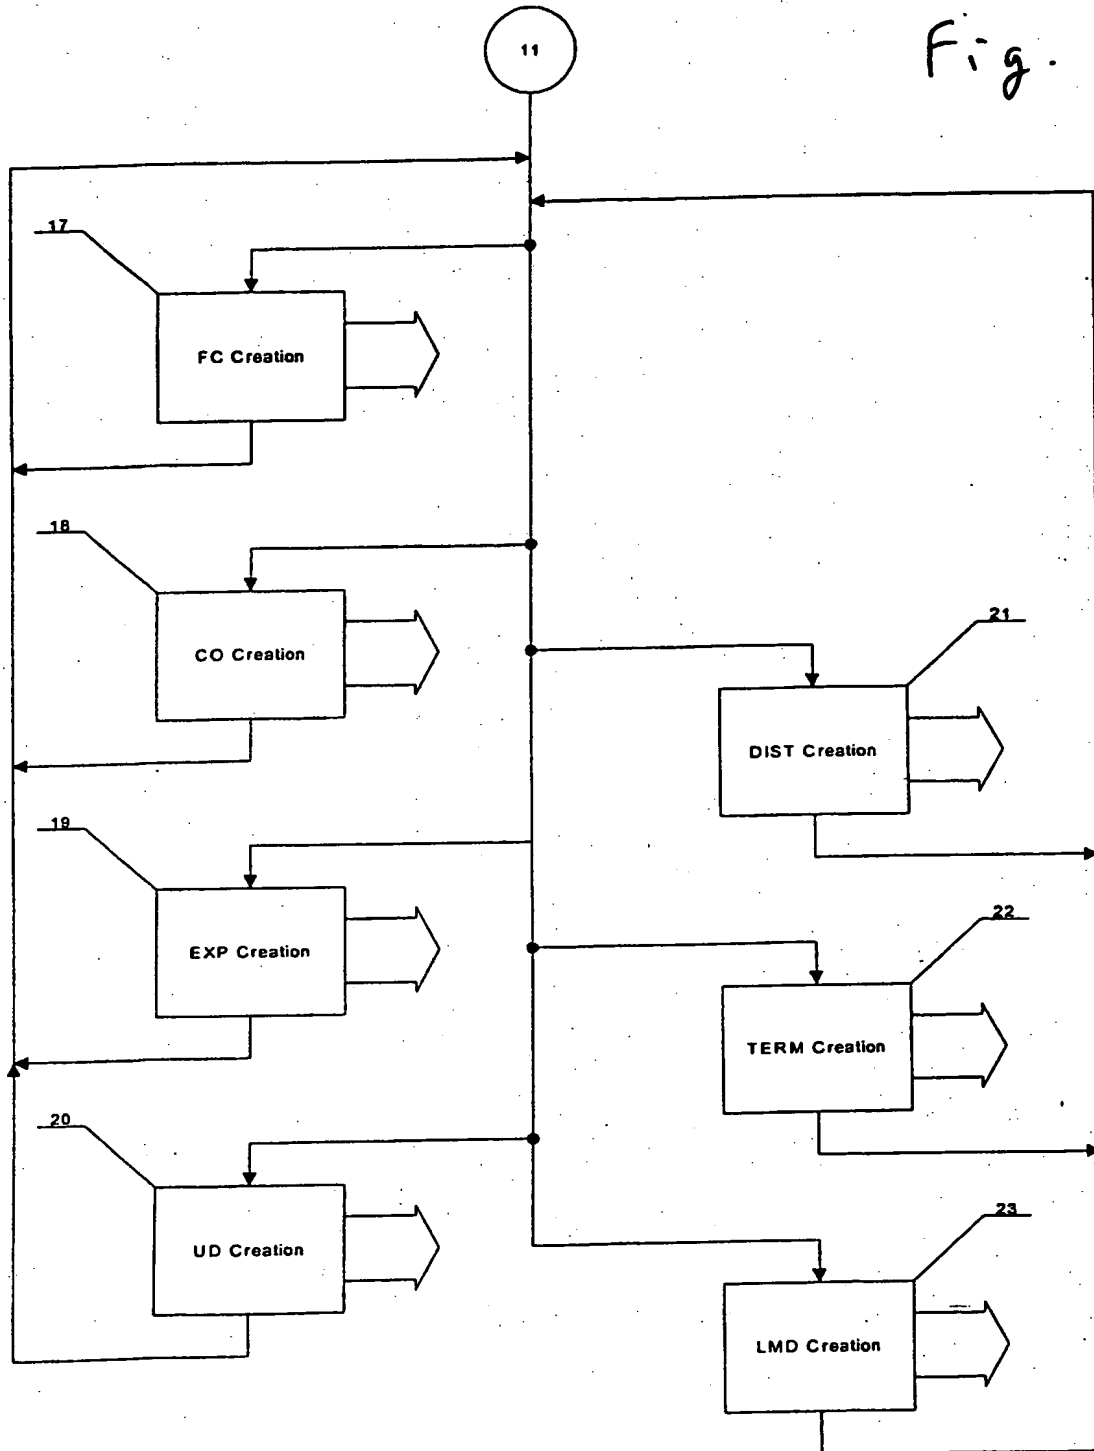 11
Fig.
17
FC Creation
18
CO Creation
21
DIST Creation
19
EXP Creation
22
TERM Creation
20
UD Creation
23
LMD Creation